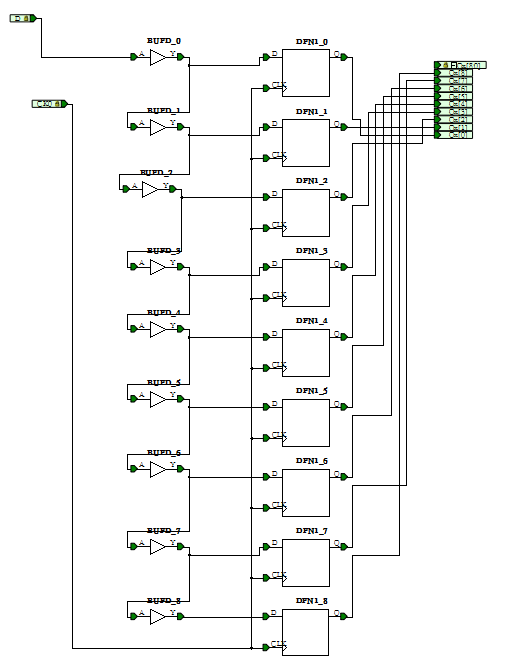 D
BUFD_0
A Y
DFN1_0
D Q
CLK
BUFD_1
A Y
DFN1_1
D Q
CLK
BUFD_2
A Y
DFN1_2
D Q
CLK
BUFD_3
A Y
DFN1_3
D Q
CLK
BUFD_4
A Y
DFN1_4
D Q
CLK
BUFD_5
A Y
DFN1_5
D Q
CLK
BUFD_6
A Y
DFN1_6
D Q
CLK
BUFD_7
A Y
DFN1_7
D Q
CLK
BUFD_8
A Y
DFN1_8
D Q
CLK